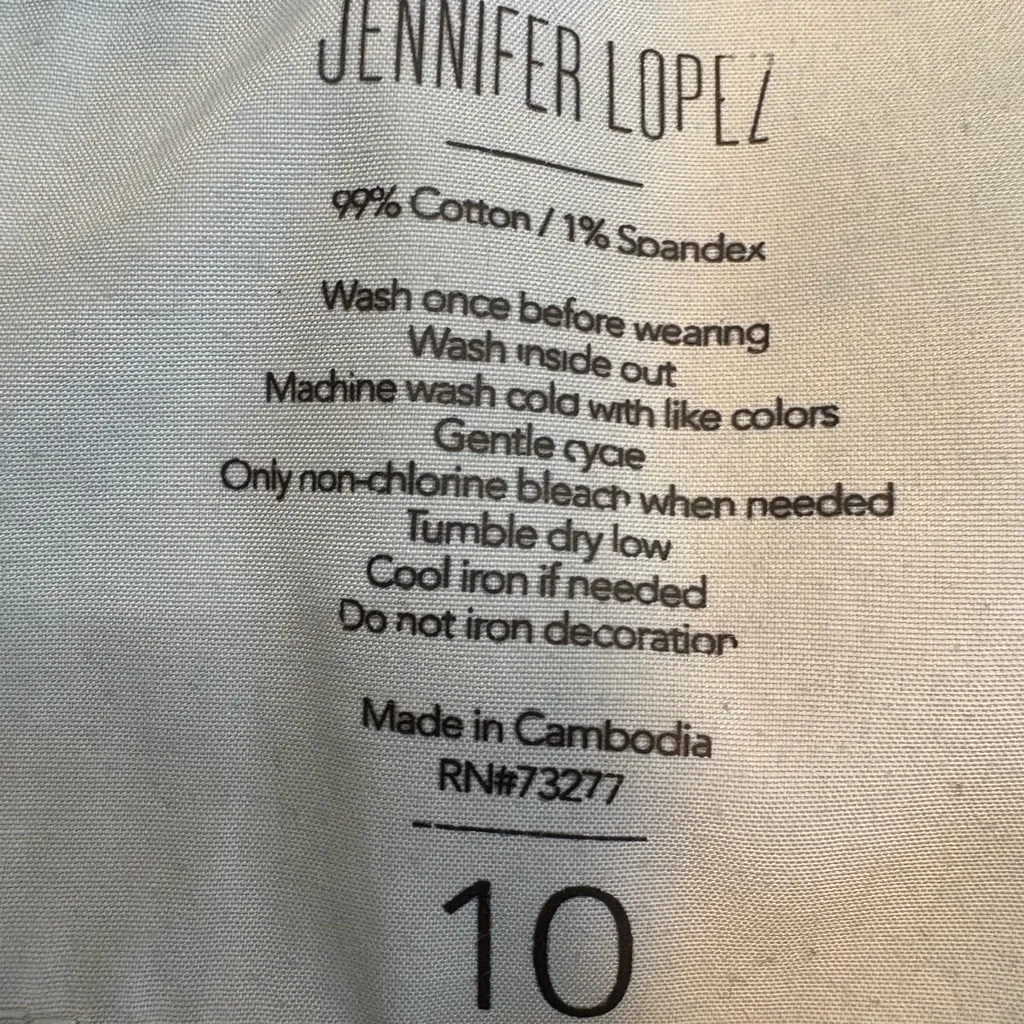 JENNIFER LOPEZ
99% Cotton / 1% Spandex
Wash once before wearing
Wash inside out
Machine wash cold with like colors
Gentle cycle
Only non-chlorine bleach when needed
Tumble dry low
Cool iron if needed
Do not iron decoration
Made in Cambodia
RN#73277
10